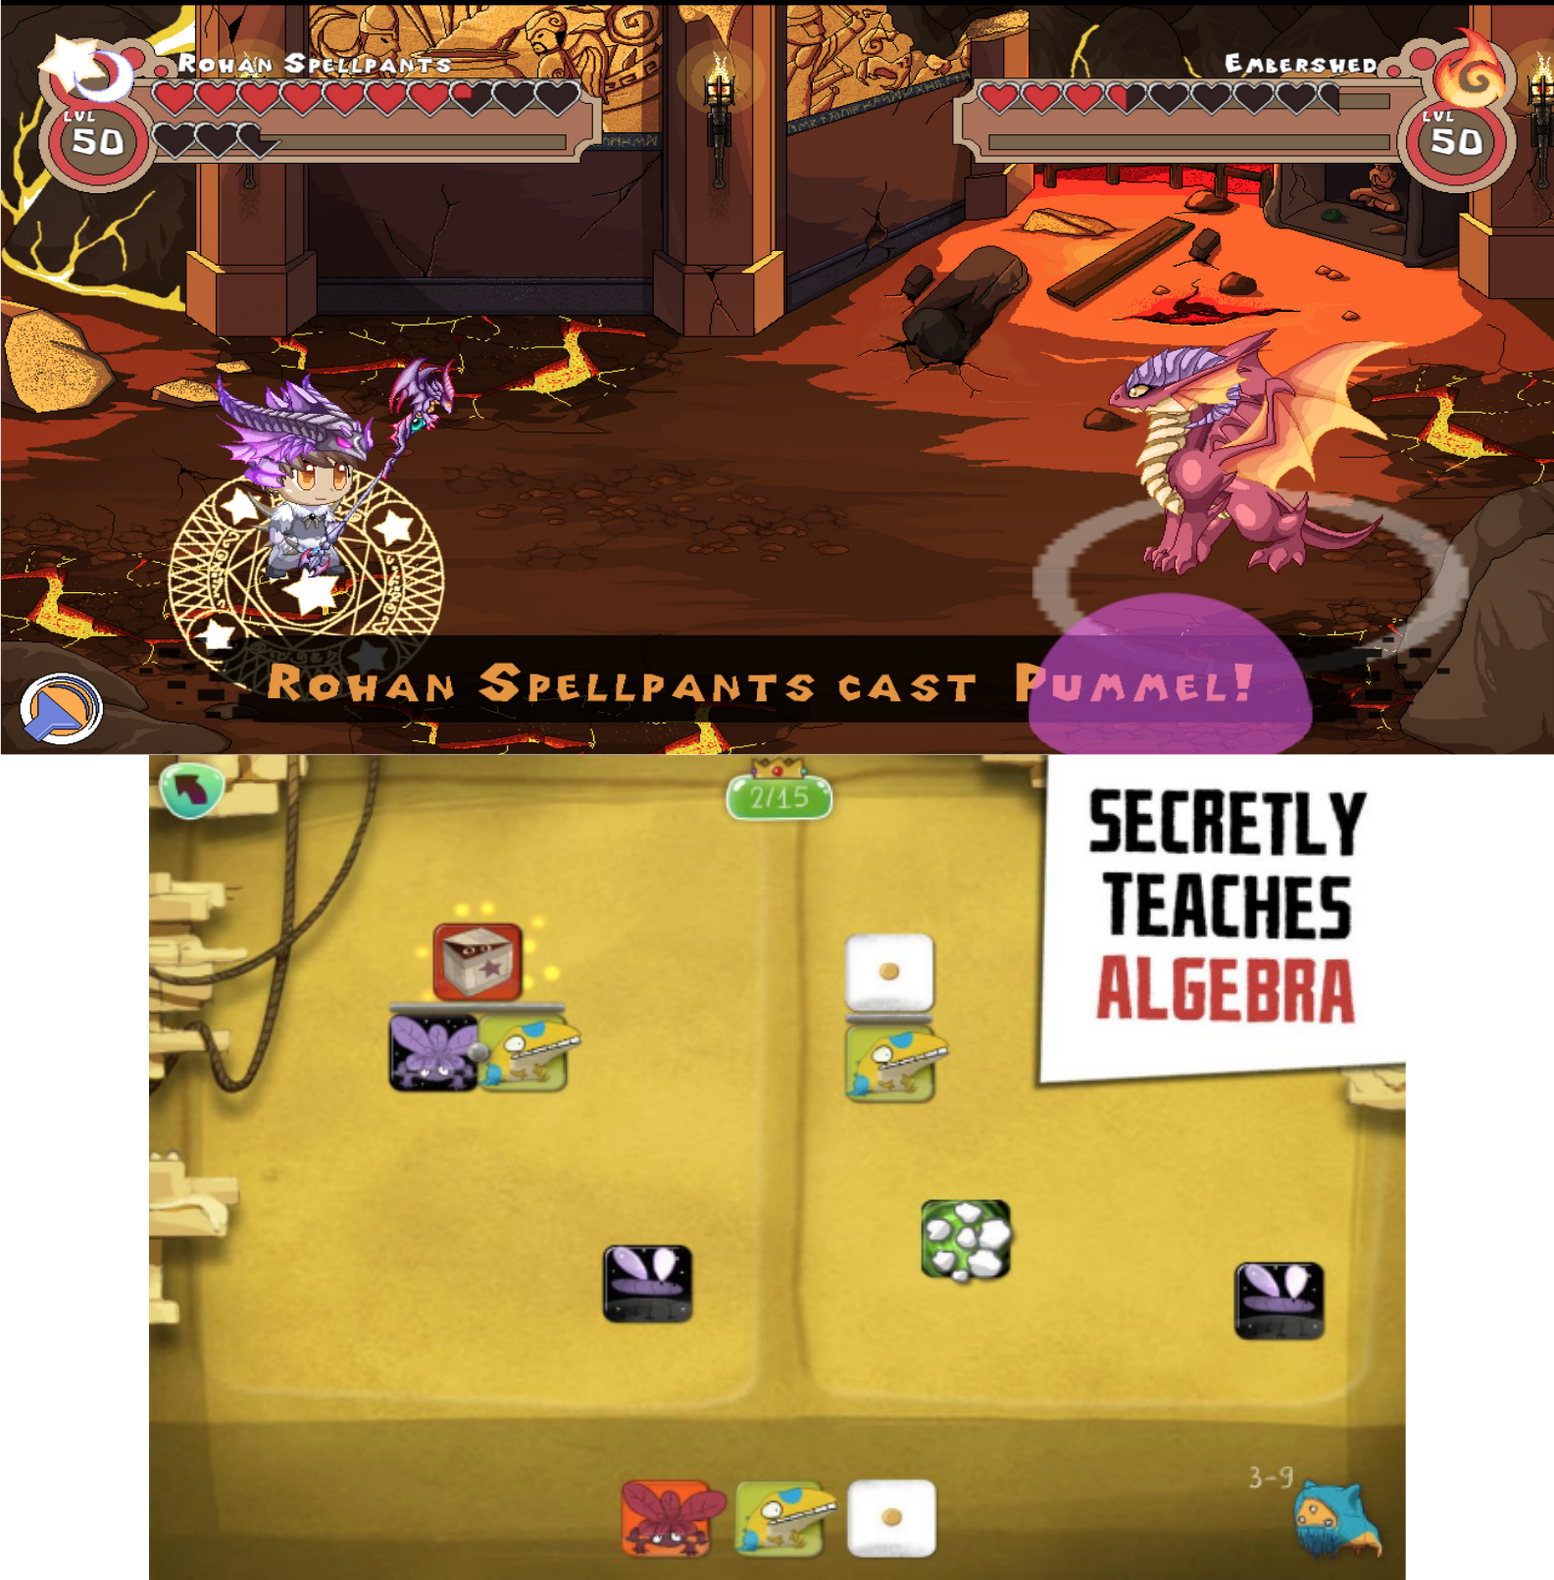 ROHAN SPELLPANTS
EMBERSHED
LVL
50
LVL
50
ROHAN SPELLPANTS CAST PUMMEL!
2/15
SECRETLY
TEACHES
ALGEBRA
3-9